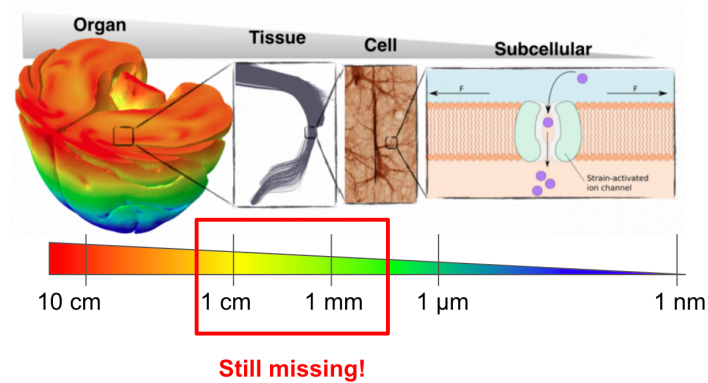 Organ
Tissue
Cell
Subcellular
F
F
Strain-activated
ion channel
10 cm
1 cm
1 mm
1 μm
1 nm
Still missing!